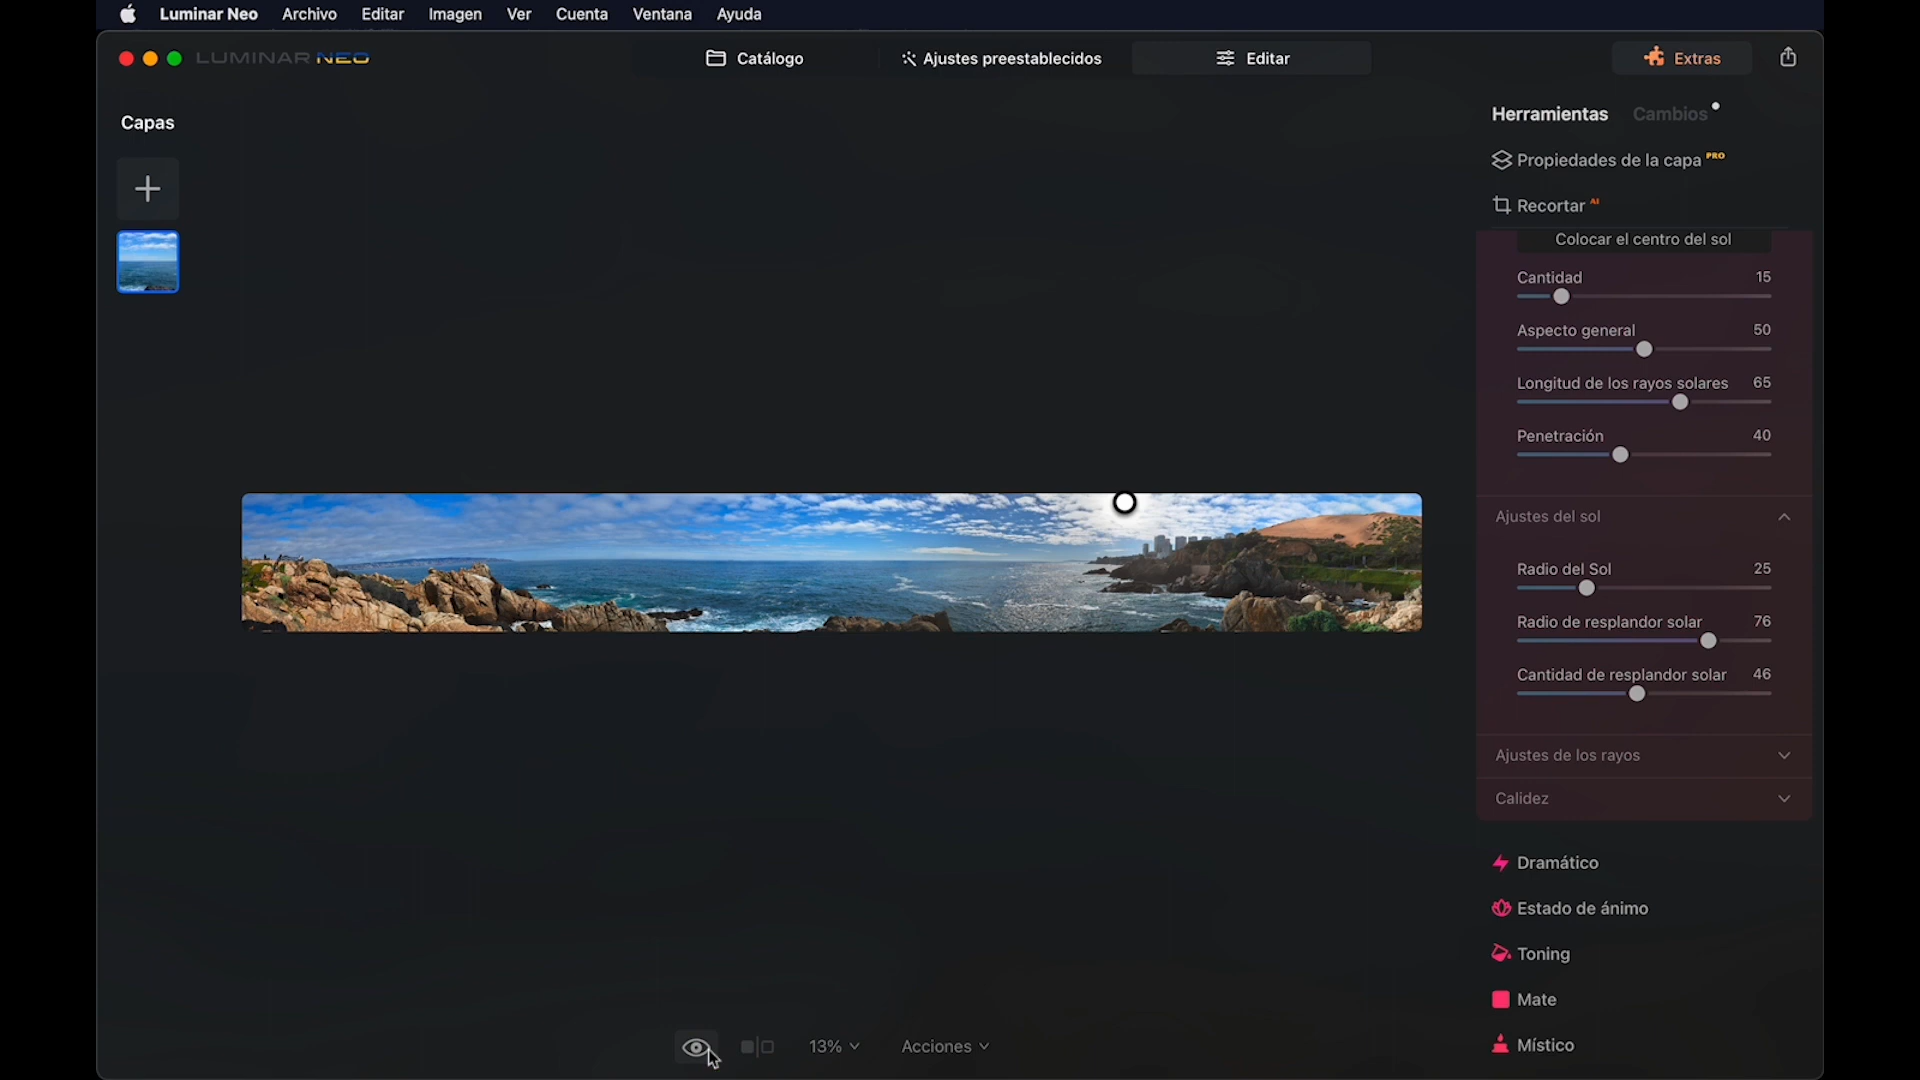 Luminar Neo Archivo Editar Imagen Ver Cuenta Ventana Ayuda
LUMINAR NEO Catálogo Ajustes preestablecidos Editar Extras
Capas
Herramientas Cambios
Propiedades de la capa PRO
Recortar AI
Colocar el centro del sol
Cantidad 15
Aspecto general 50
Longitud de los rayos solares 65
Penetración 40
Ajustes del sol
Radio del Sol 25
Radio de resplandor solar 76
Cantidad de resplandor solar 46
Ajustes de los rayos
Calidez
Dramático
Estado de ánimo
Toning
Mate
Místico
13% Acciones